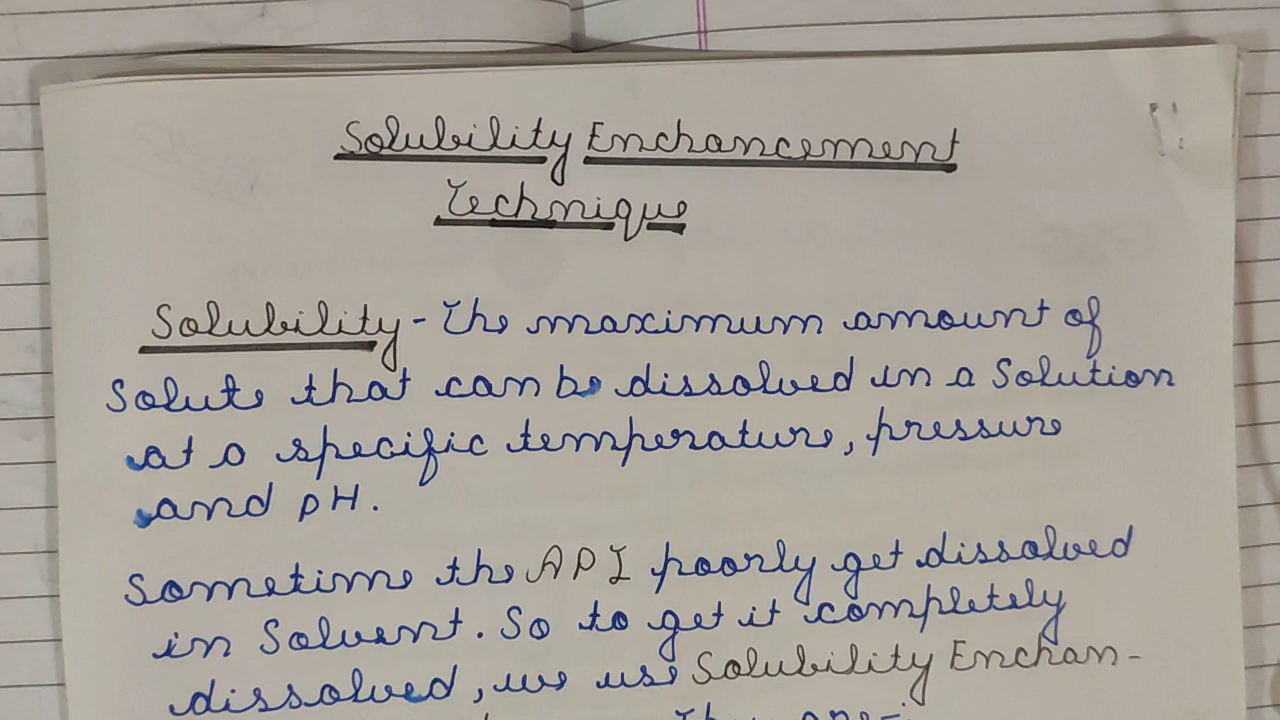 Solubility Enchancement
Technique
Solubility - The maximum amount of
Solute that can be dissolved in a Solution
at a specific temperature, pressure
and pH.
Sometime the API poorly get dissolved
in Solvent. So to get it completely
dissolved, we use Solubility Enchan-